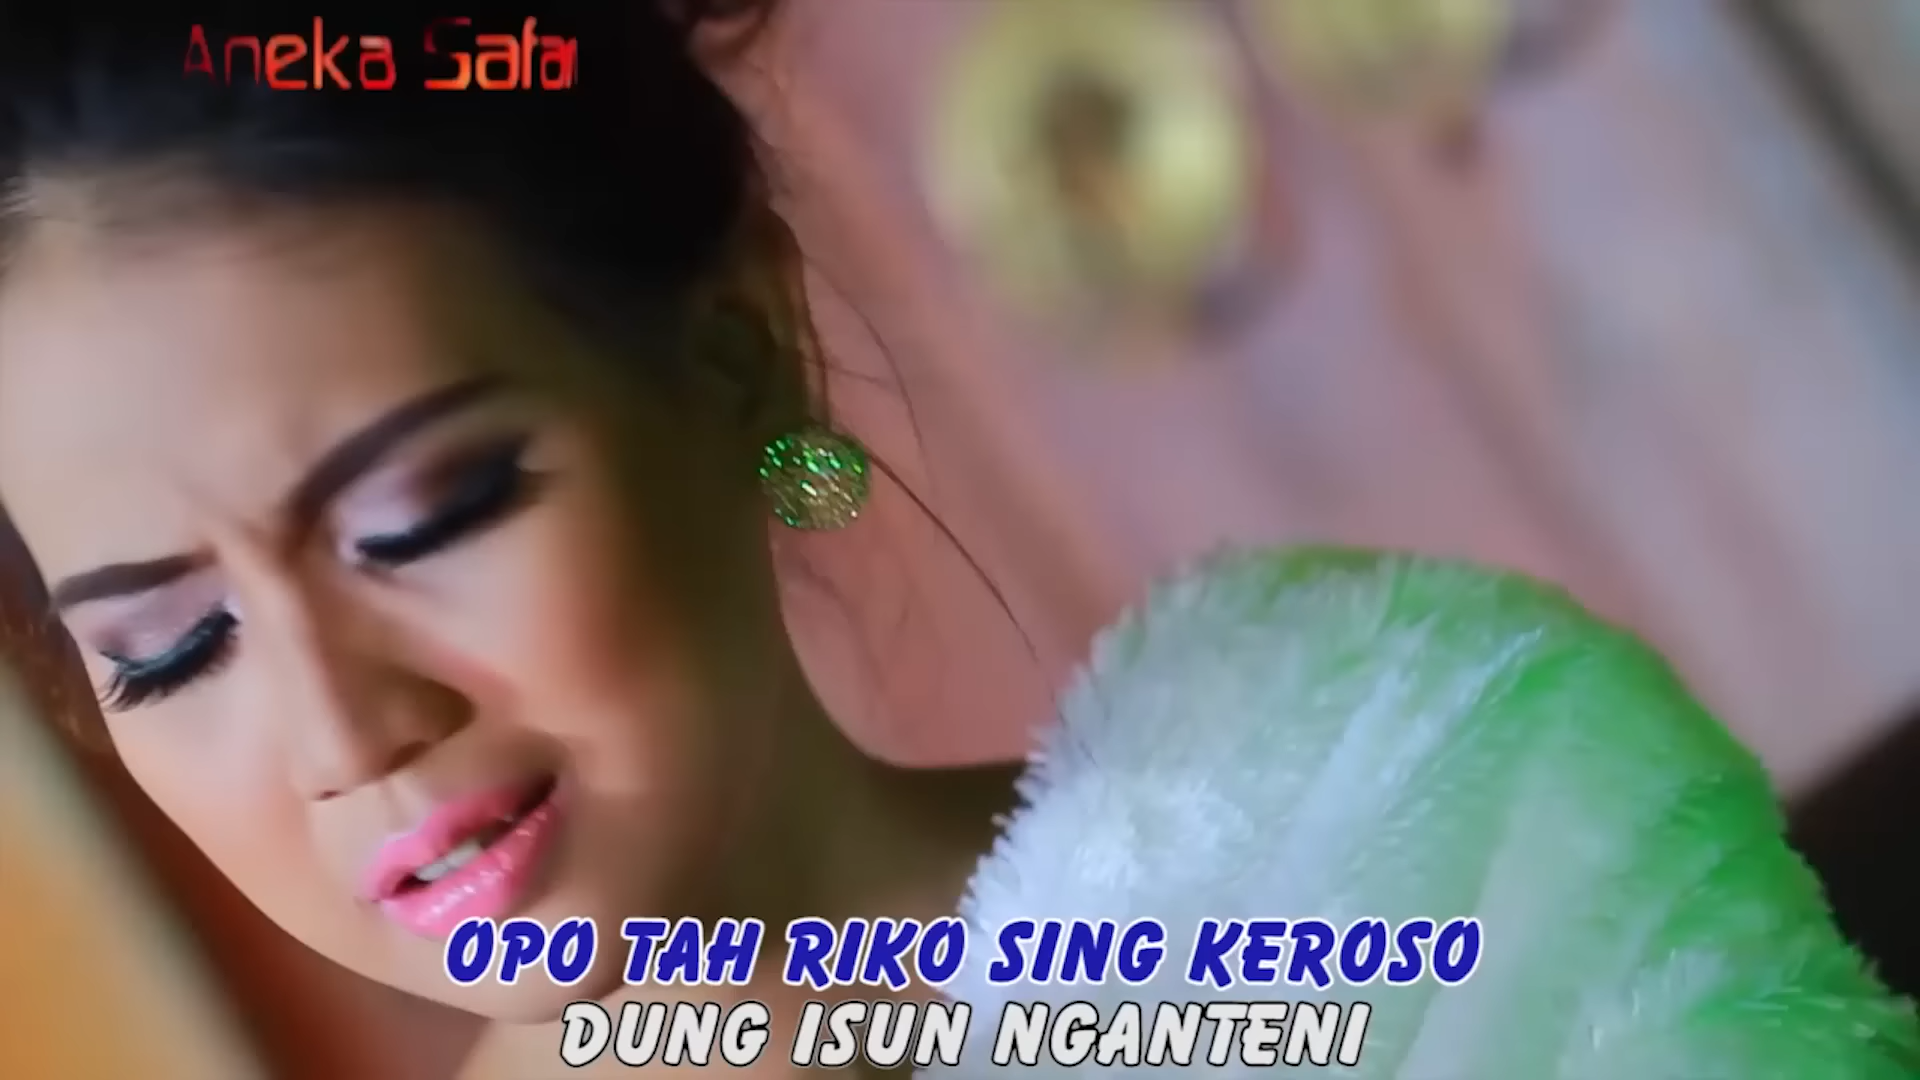 Aneka Safari
OPO TAH RIKO SING KEROSO
DUNG ISUN NGANTENI